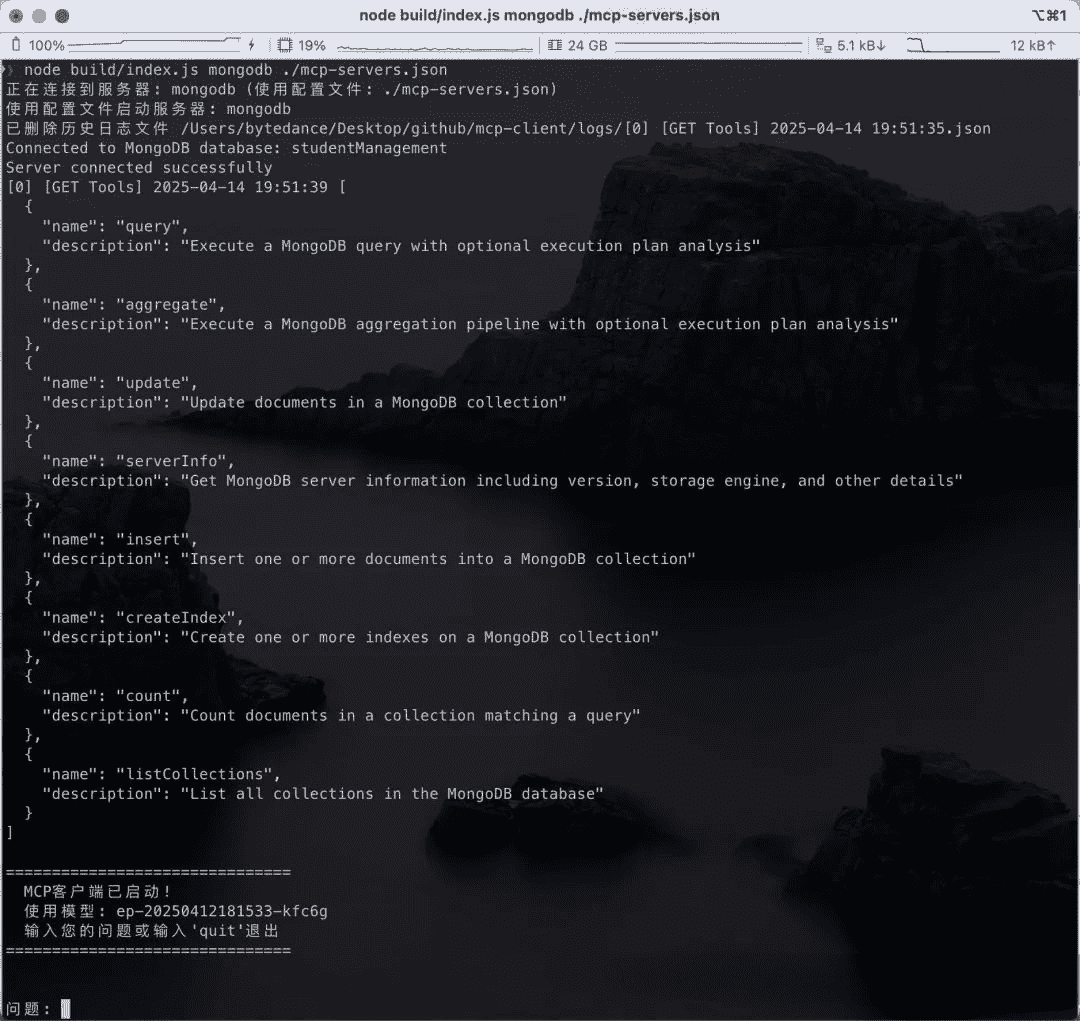 node build/index.js mongodb ./mcp-servers.json
⌥⌘1
100% 19% 24 GB 5.1 kB↓ 12 kB↑
node build/index.js mongodb ./mcp-servers.json
正在连接到服务器: mongodb (使用配置文件: ./mcp-servers.json)
使用配置文件启动服务器: mongodb
已删除历史日志文件 /Users/bytedance/Desktop/github/mcp-client/logs/[0] [GET Tools] 2025-04-14 19:51:35.json
Connected to MongoDB database: studentManagement
Server connected successfully
[0] [GET Tools] 2025-04-14 19:51:39 [
  {
    "name": "query",
    "description": "Execute a MongoDB query with optional execution plan analysis"
  },
  {
    "name": "aggregate",
    "description": "Execute a MongoDB aggregation pipeline with optional execution plan analysis"
  },
  {
    "name": "update",
    "description": "Update documents in a MongoDB collection"
  },
  {
    "name": "serverInfo",
    "description": "Get MongoDB server information including version, storage engine, and other details"
  },
  {
    "name": "insert",
    "description": "Insert one or more documents into a MongoDB collection"
  },
  {
    "name": "createIndex",
    "description": "Create one or more indexes on a MongoDB collection"
  },
  {
    "name": "count",
    "description": "Count documents in a collection matching a query"
  },
  {
    "name": "listCollections",
    "description": "List all collections in the MongoDB database"
  }
]
===============================
  MCP客户端已启动!
  使用模型: ep-20250412181533-kfc6g
  输入您的问题或输入'quit'退出
===============================
问题: